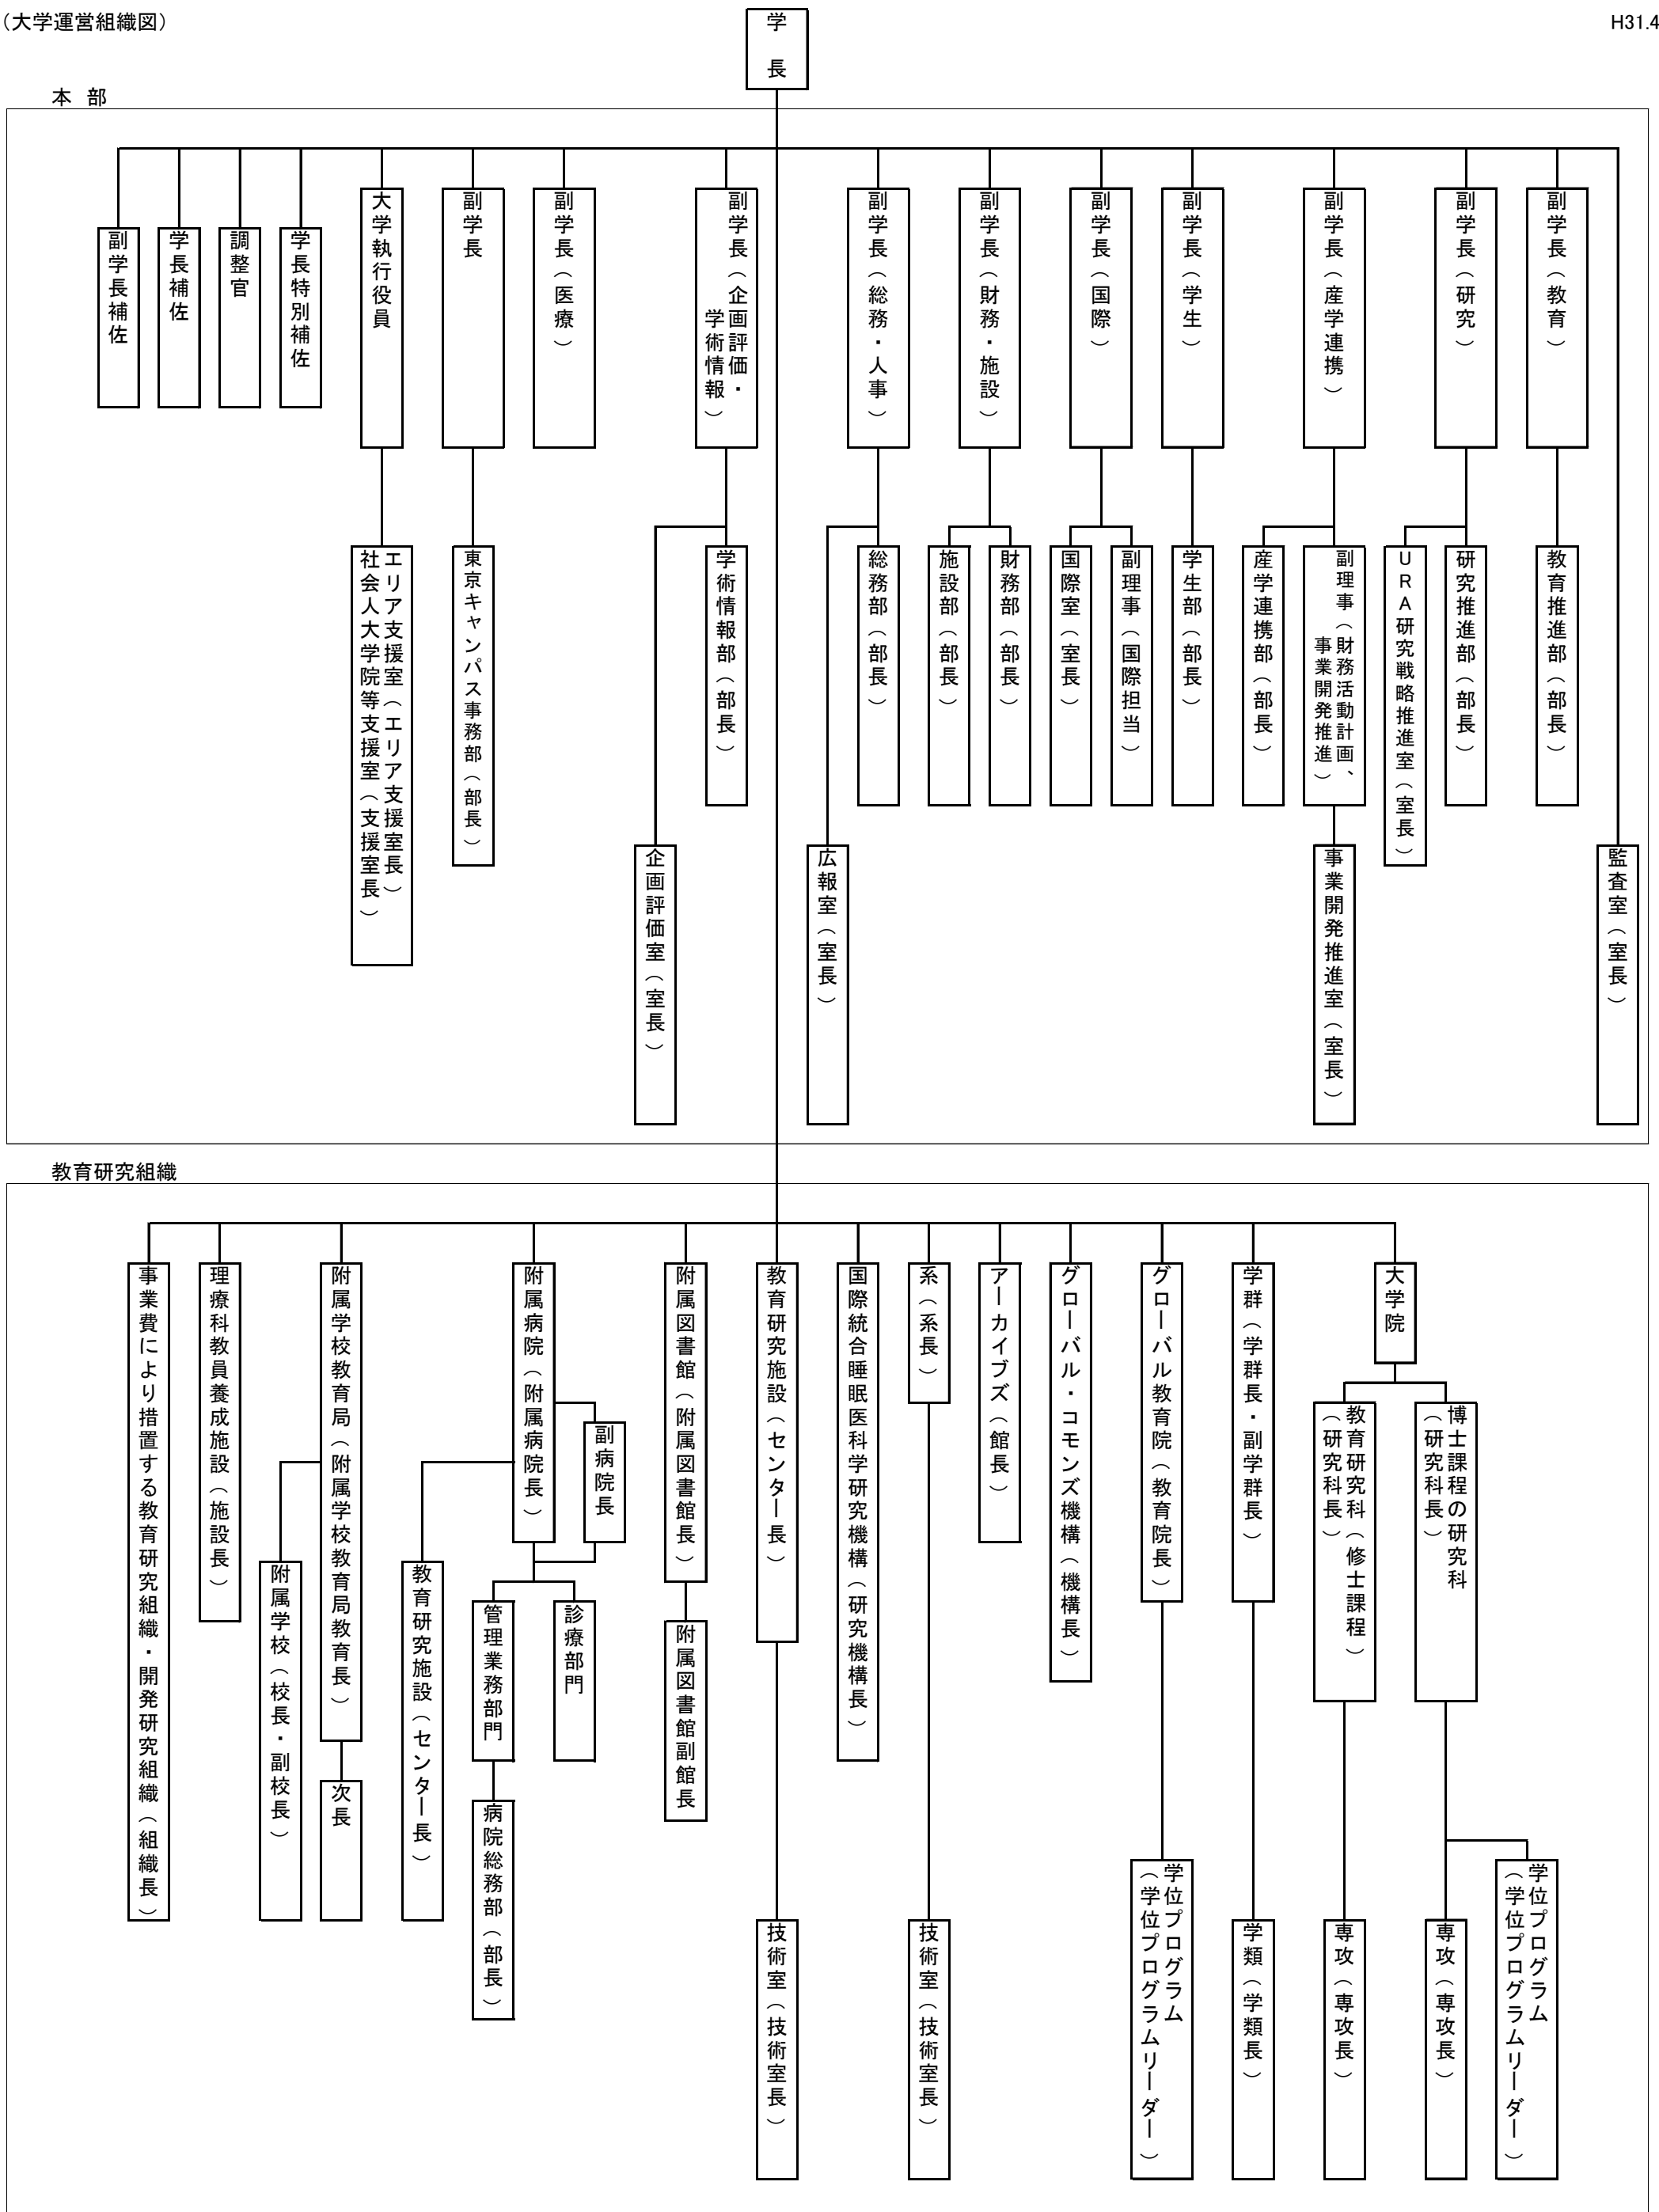 （大学運営組織図）
H31.4
学長
本 部
副学長補佐
学長補佐
調整官
学長特別補佐
大学執行役員
副学長
副学長（医療）
副学長（企画評価・
学術情報）
副学長（総務・人事）
副学長（財務・施設）
副学長（国際）
副学長（学生）
副学長（産学連携）
副学長（研究）
副学長（教育）
エリア支援室（エリア支援室長）
社会人大学院等支援室（支援室長）
東京キャンパス事務部（部長）
学術情報部（部長）
総務部（部長）
施設部（部長）
財務部（部長）
国際室（室長）
副理事（国際担当）
学生部（部長）
産学連携部（部長）
副理事（財務活動計画、
事業開発推進）
URA研究戦略推進室（室長）
研究推進部（部長）
教育推進部（部長）
企画評価室（室長）
広報室（室長）
事業開発推進室（室長）
監査室（室長）
教育研究組織
事業費により措置する教育研究組織・開発研究組織（組織長）
理療科教員養成施設（施設長）
附属学校教育局（附属学校教育局教育長）
附属病院（附属病院長）
附属図書館（附属図書館長）
教育研究施設（センター長）
国際統合睡眠医科学研究機構（研究機構長）
系（系長）
アーカイブズ（館長）
グローバル・コモンズ機構（機構長）
グローバル教育院（教育院長）
学群（学群長・副学群長）
大学院
副病院長
教育研究科（修士課程）
（研究科長）
博士課程の研究科
（研究科長）
附属学校（校長・副校長）
次長
教育研究施設（センター長）
管理業務部門
診療部門
附属図書館副館長
病院総務部（部長）
技術室（技術室長）
技術室（技術室長）
学位プログラム
（学位プログラムリーダー）
学類（学類長）
専攻（専攻長）
専攻（専攻長）
学位プログラム
（学位プログラムリーダー）